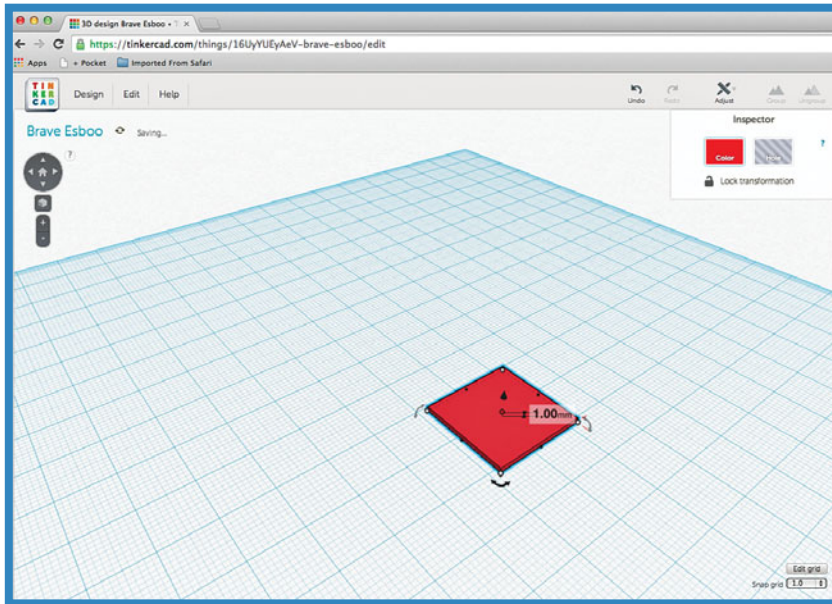 3D design Brave Esboo • T
https://tinkercad.com/things/16UyYUEyAeV-brave-esboo/edit
Apps + Pocket Imported From Safari
TIN
KER
CAD
Design Edit Help
Undo Redo Adjust Group Ungroup
Brave Esboo Saving...
?
Inspector
?
Color Hole
Lock transformation
+
-
1.00mm
Edit grid
Snap grid 1.0